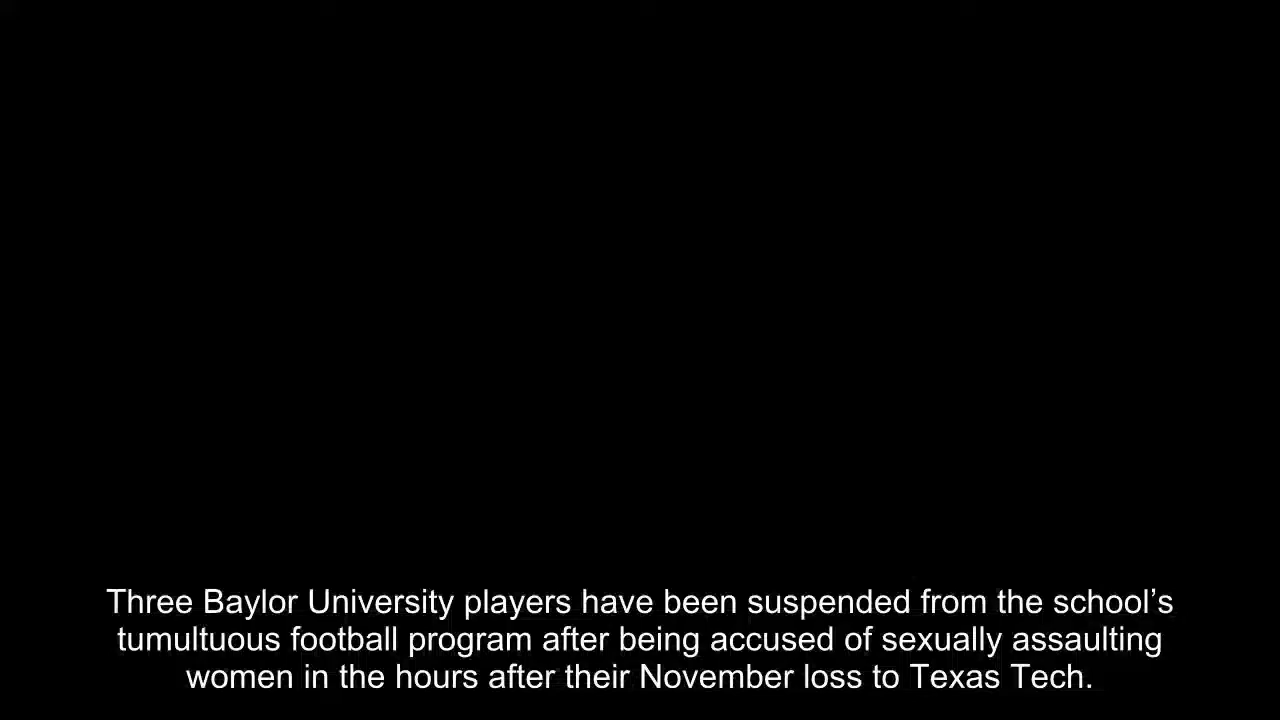 Three Baylor University players have been suspended from the school’s
tumultuous football program after being accused of sexually assaulting
women in the hours after their November loss to Texas Tech.